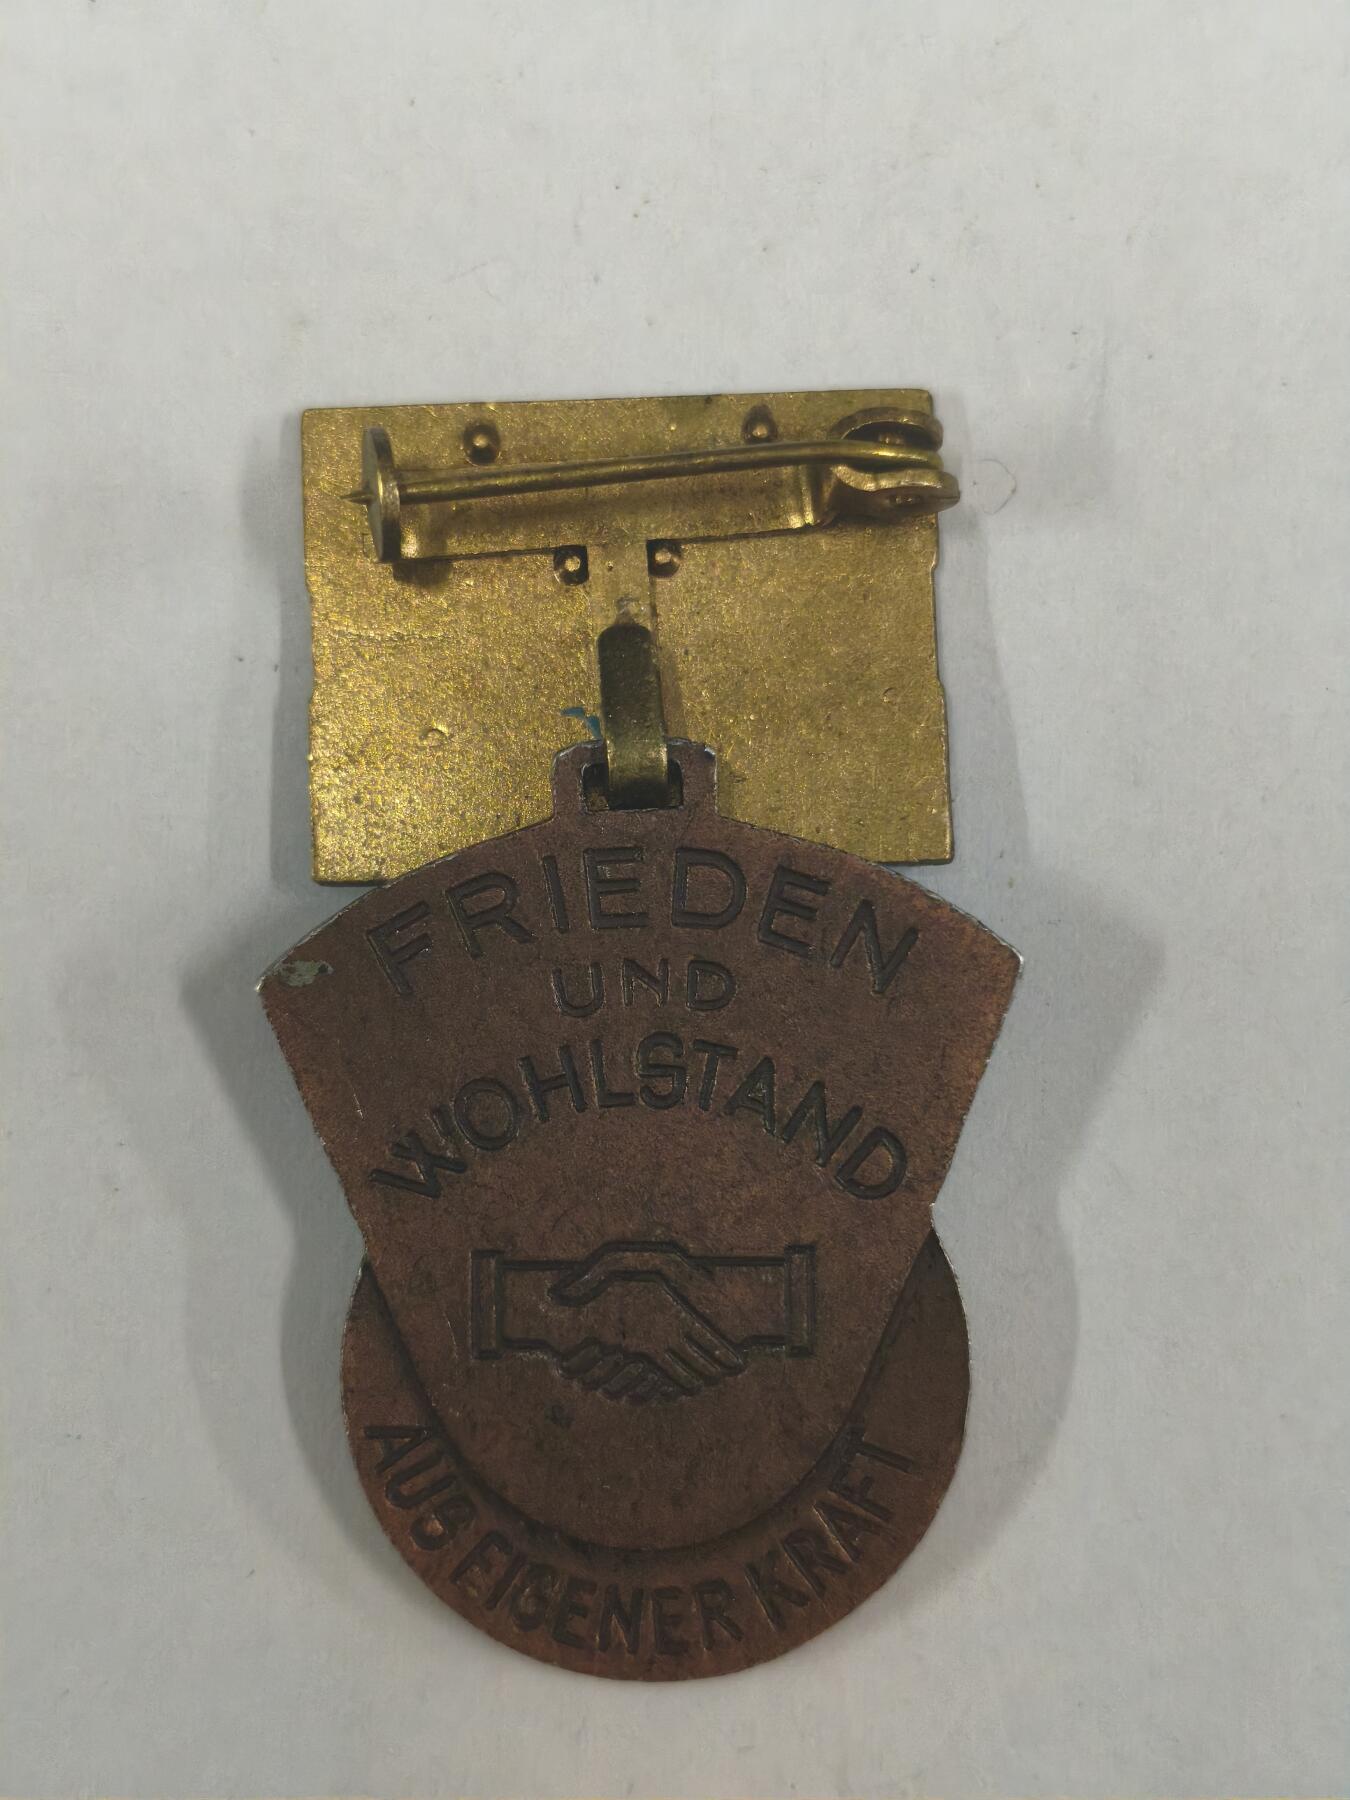 FRIEDEN
UND
WOHLSTAND
AUS EIGENER KRAFT